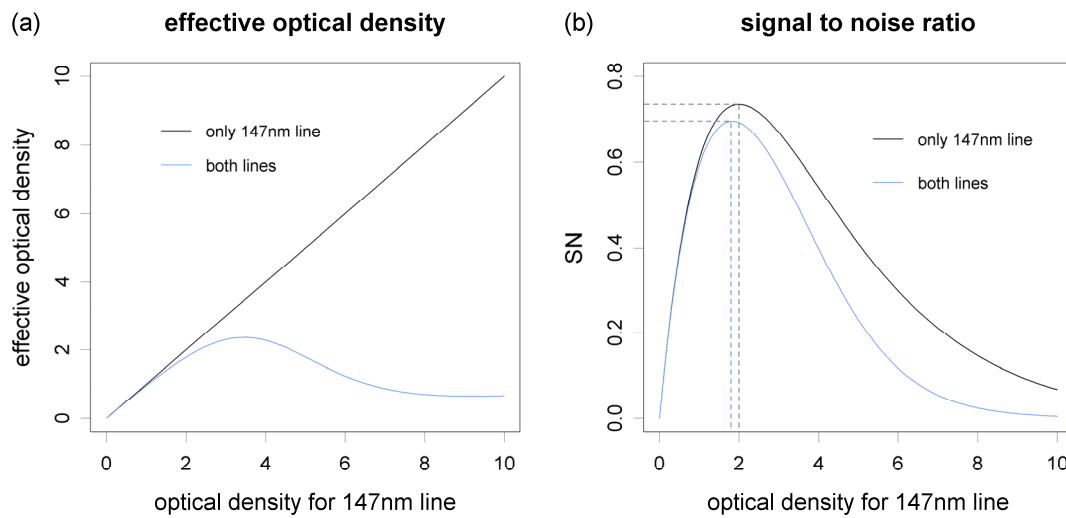 (a) effective optical density
effective optical density
10
8
6
4
2
0
only 147nm line
both lines
0 2 4 6 8 10
optical density for 147nm line
(b) signal to noise ratio
SN
0.8
0.6
0.4
0.2
0.0
only 147nm line
both lines
0 2 4 6 8 10
optical density for 147nm line